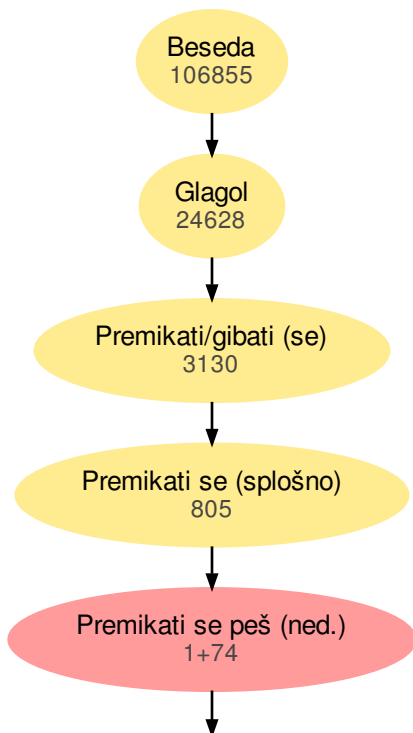 Beseda
106855
Glagol
24628
Premikati/gibati (se)
3130
Premikati se (splošno)
805
Premikati se peš (ned.)
1+74